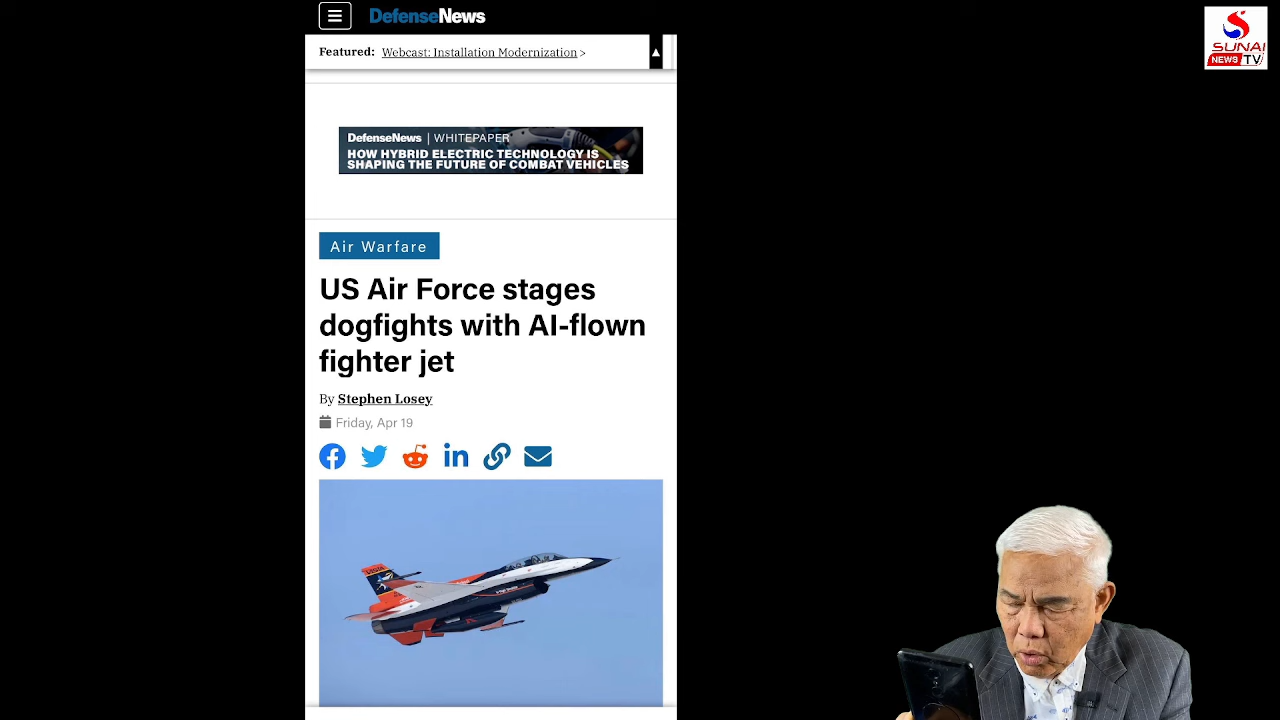 DefenseNews
SUNAI
NEWS TV
Featured: Webcast: Installation Modernization >
DefenseNews | WHITEPAPER
HOW HYBRID ELECTRIC TECHNOLOGY IS
SHAPING THE FUTURE OF COMBAT VEHICLES
Air Warfare
US Air Force stages
dogfights with AI-flown
fighter jet
By Stephen Losey
Friday, Apr 19